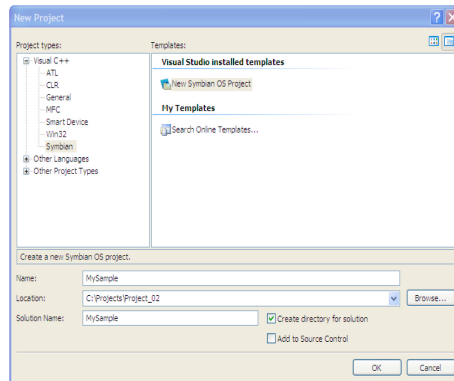 New Project
Project types:
Templates:
Visual C++
ATL
CLR
General
MFC
Smart Device
Win32
Symbian
Other Languages
Other Project Types
Visual Studio installed templates
New Symbian OS Project
My Templates
Search Online Templates...
Create a new Symbian OS project.
Name:
MySample
Location:
C:\Projects\Project_02
Browse...
Solution Name:
MySample
Create directory for solution
Add to Source Control
OK
Cancel